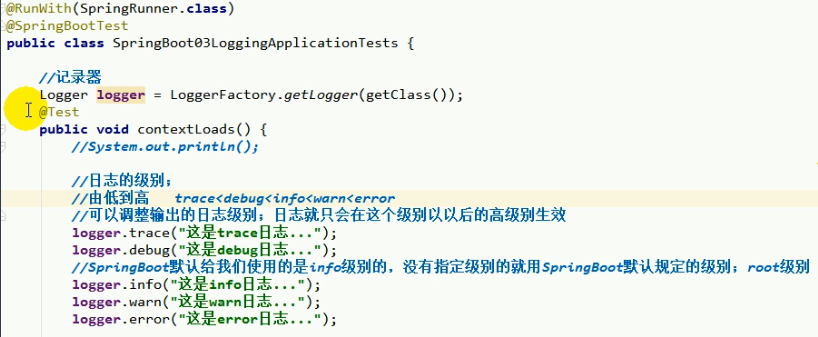 @RunWith(SpringRunner.class)
@SpringBootTest
public class SpringBoot03LoggingApplicationTests {
//记录器
Logger logger = LoggerFactory.getLogger(getClass());
@Test
public void contextLoads() {
//System.out.println();
//日志的级别；
//由低到高   trace<debug<info<warn<error
//可以调整输出的日志级别；日志就只会在这个级别以以后的高级别生效
logger.trace("这是trace日志...");
logger.debug("这是debug日志...");
//SpringBoot默认给我们使用的是info级别的，没有指定级别的就用SpringBoot默认规定的级别；root级别
logger.info("这是info日志...");
logger.warn("这是warn日志...");
logger.error("这是error日志...");